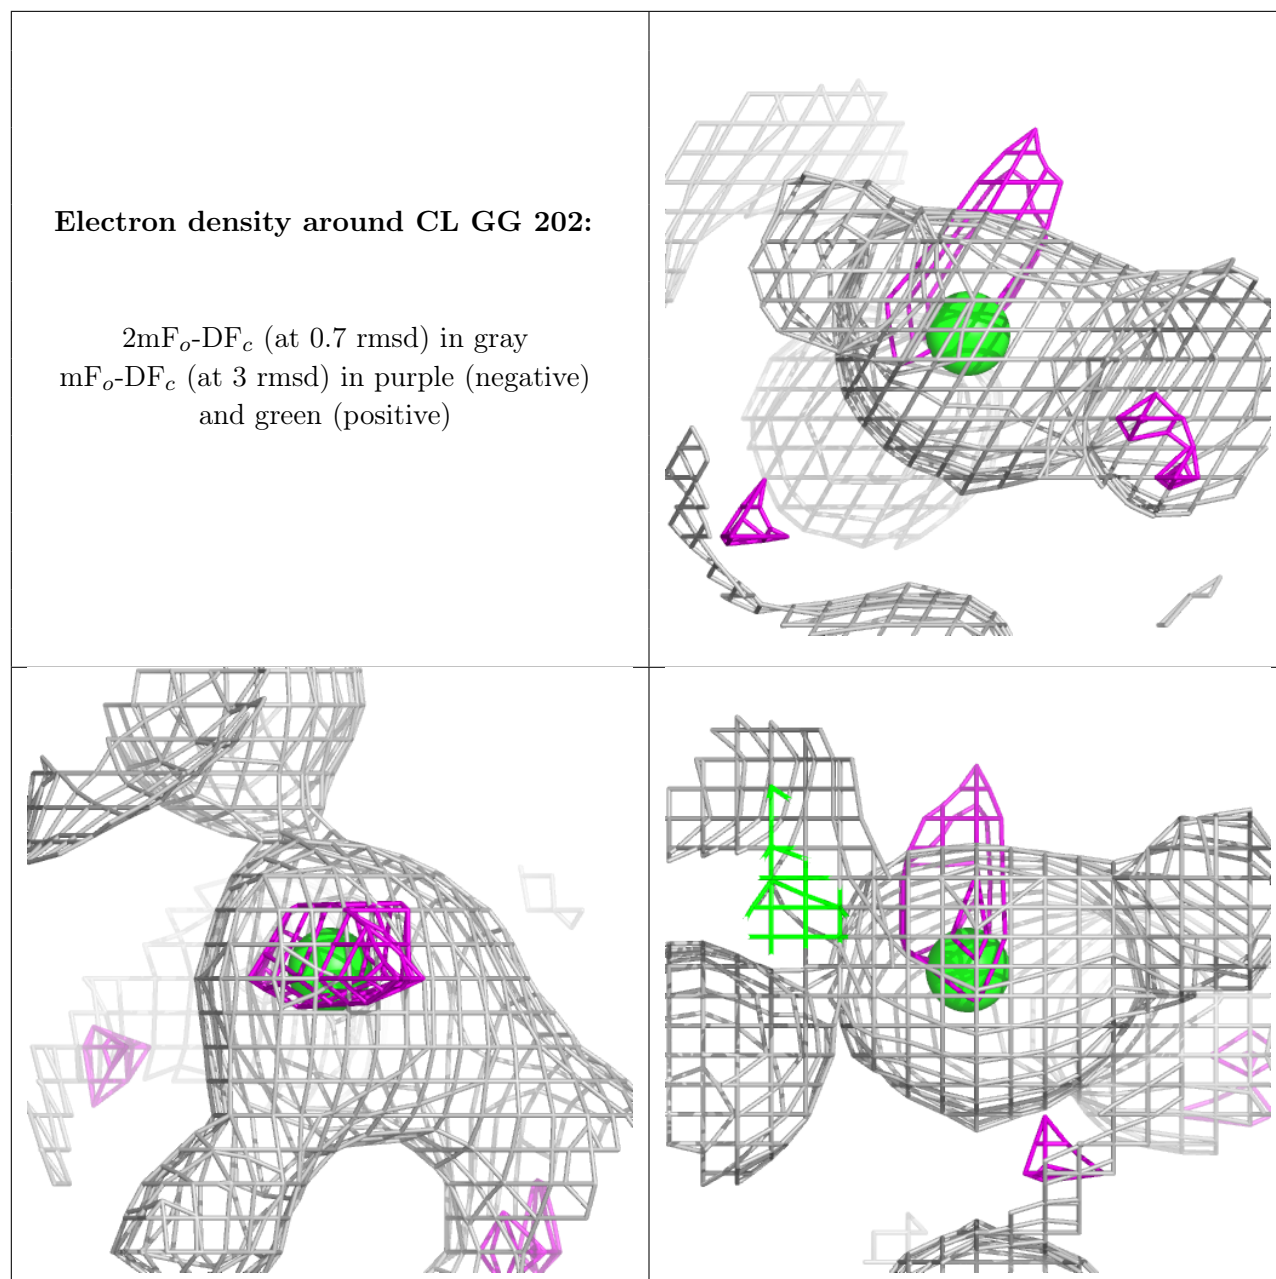 Electron density around CL GG 202:
2mFo-DFc (at 0.7 rmsd) in gray
mFo-DFc (at 3 rmsd) in purple (negative)
and green (positive)